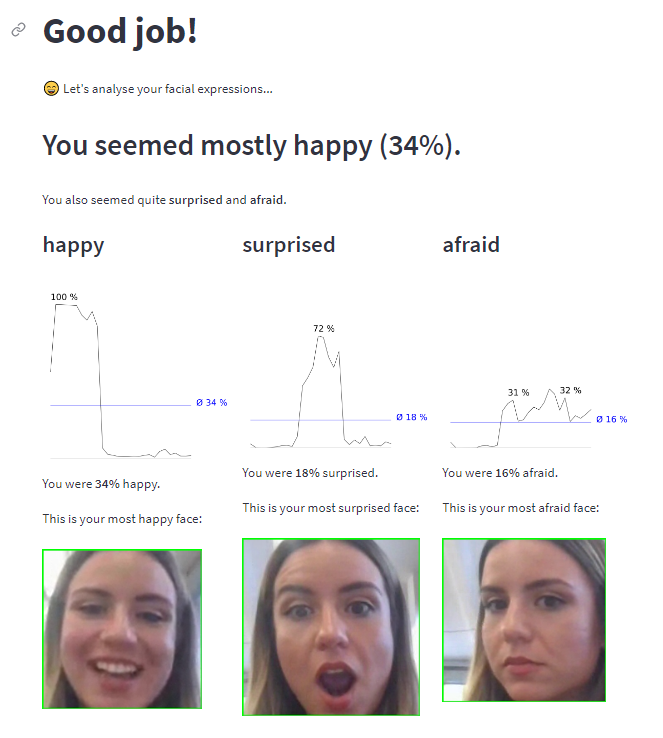 Good job!
😄 Let's analyse your facial expressions...
You seemed mostly happy (34%).
You also seemed quite surprised and afraid.
happy
surprised
afraid
100 %
Ø 34 %
72 %
Ø 18 %
31 %
32 %
Ø 16 %
You were 34% happy.
You were 18% surprised.
You were 16% afraid.
This is your most happy face:
This is your most surprised face:
This is your most afraid face: